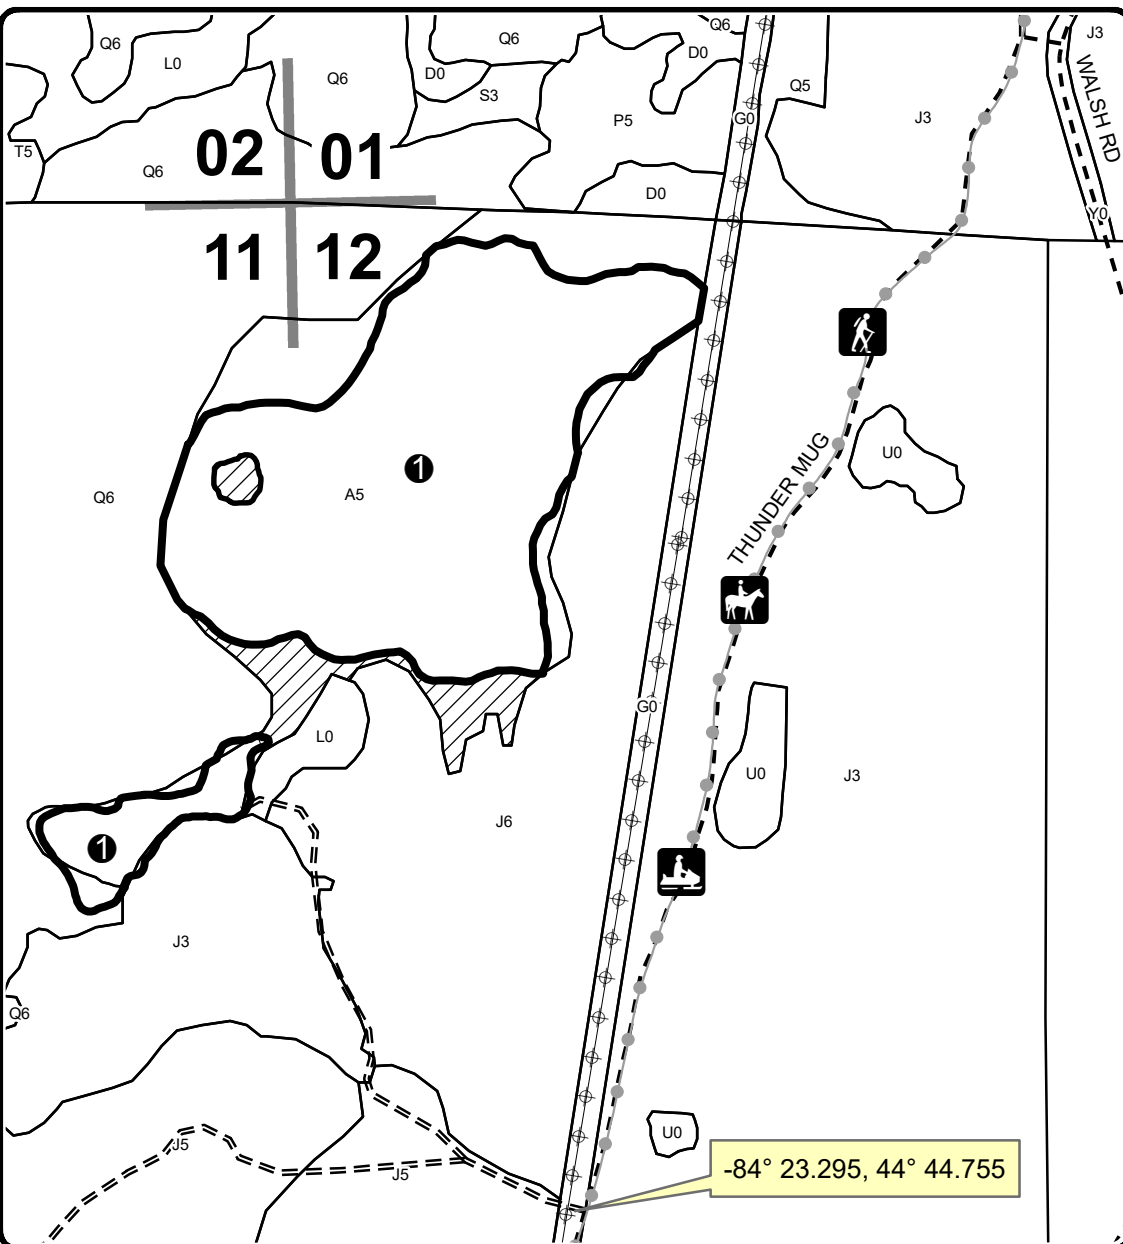 Q6
Q6
Q6
J3
L0
D0
D0
Q6
Q5
S3
WALSH RD
P5
G0
J3
T5
02
01
Q6
D0
Y0
11
12
THUNDER MUG
U0
1
Q6
A5
G0
L0
U0
J3
J6
1
J3
Q6
U0
J5
J5
-84° 23.295, 44° 44.755